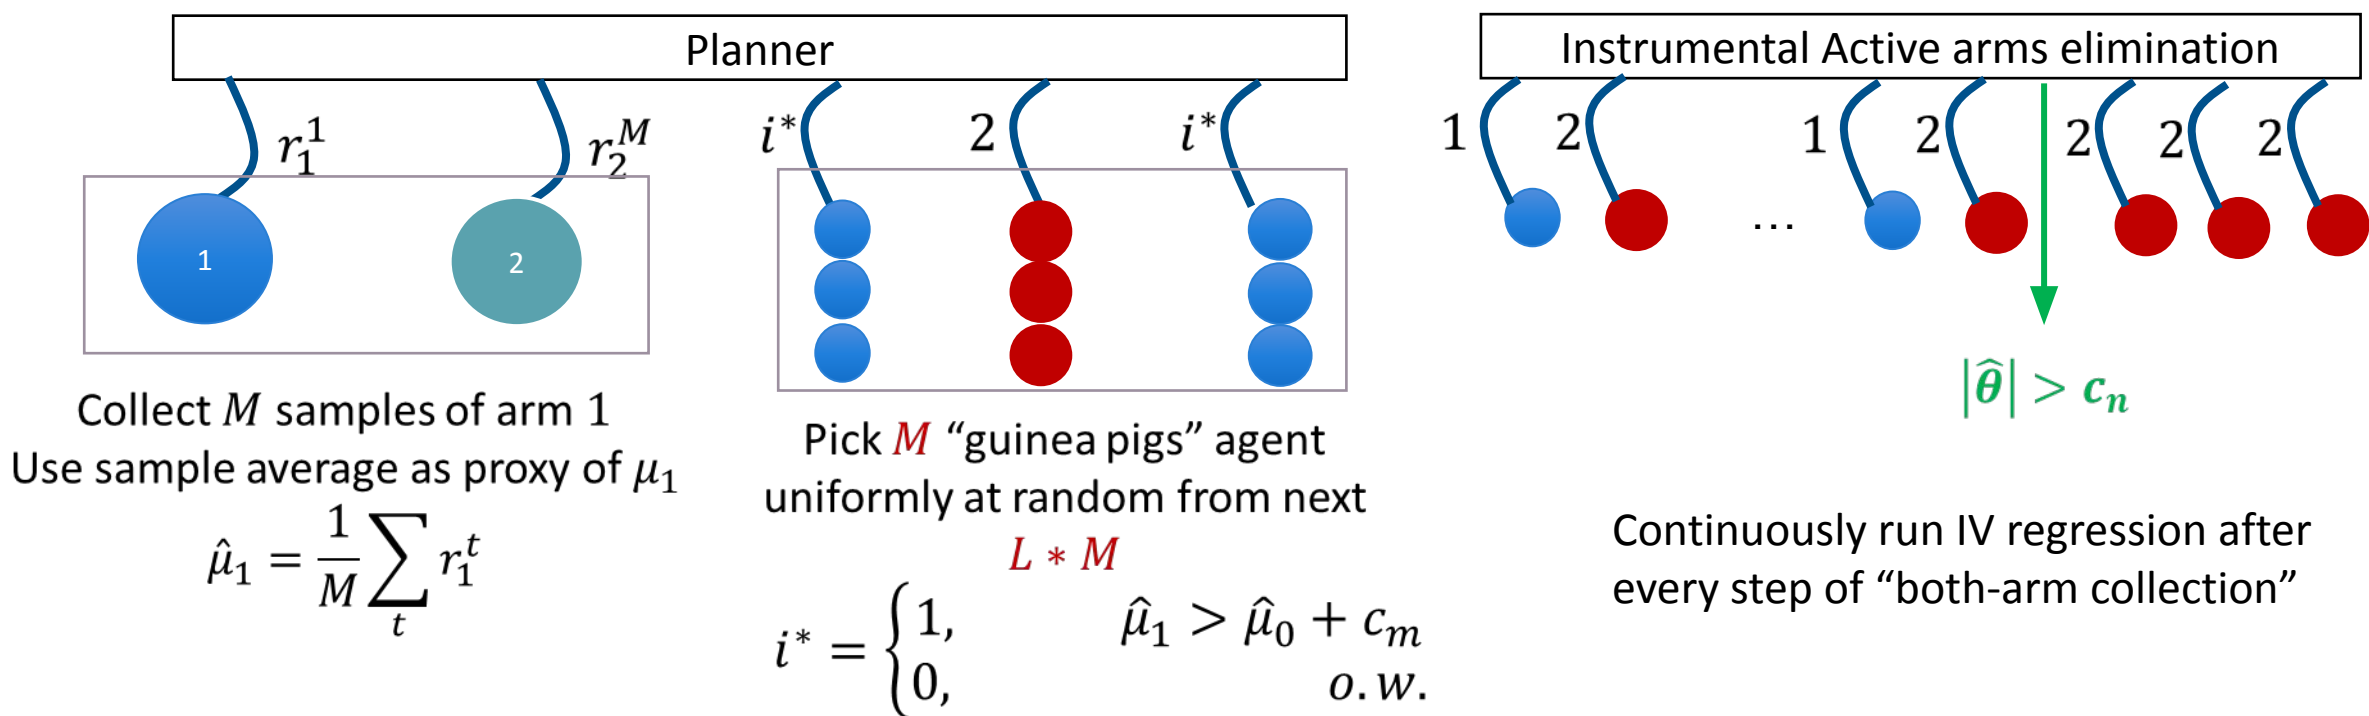 Planner
r_1^1
r_2^M
i*
2
i*
1
2
Collect M samples of arm 1
Use sample average as proxy of μ_1
μ̂_1 = 1/M ∑_t r_1^t
Pick M “guinea pigs” agent
uniformly at random from next
L ∗ M
i* = { 1, μ̂_1 > μ̂_0 + c_m
0, o.w.
Instrumental Active arms elimination
1
2
1
2
2
2
2
…
|θ̂| > c_n
Continuously run IV regression after
every step of “both-arm collection”